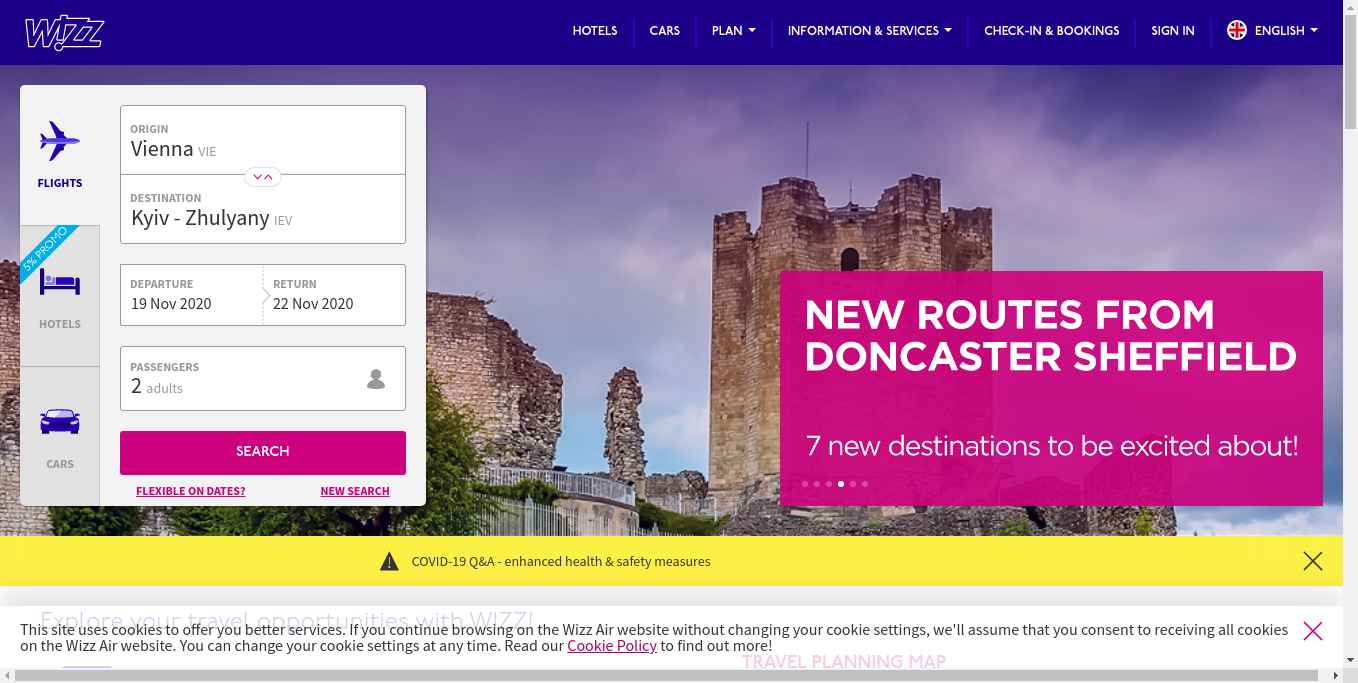 WIZZ
HOTELS
CARS
PLAN
INFORMATION & SERVICES
CHECK-IN & BOOKINGS
SIGN IN
ENGLISH
FLIGHTS
5% PROMO
HOTELS
CARS
ORIGIN
Vienna VIE
DESTINATION
Kyiv - Zhulyany IEV
DEPARTURE
19 Nov 2020
RETURN
22 Nov 2020
PASSENGERS
2 adults
SEARCH
FLEXIBLE ON DATES?
NEW SEARCH
NEW ROUTES FROM
DONCASTER SHEFFIELD
7 new destinations to be excited about!
COVID-19 Q&A - enhanced health & safety measures
Explore your travel opportunities with WIZZ!
This site uses cookies to offer you better services. If you continue browsing on the Wizz Air website without changing your cookie settings, we'll assume that you consent to receiving all cookies
on the Wizz Air website. You can change your cookie settings at any time. Read our Cookie Policy to find out more!
TRAVEL PLANNING MAP